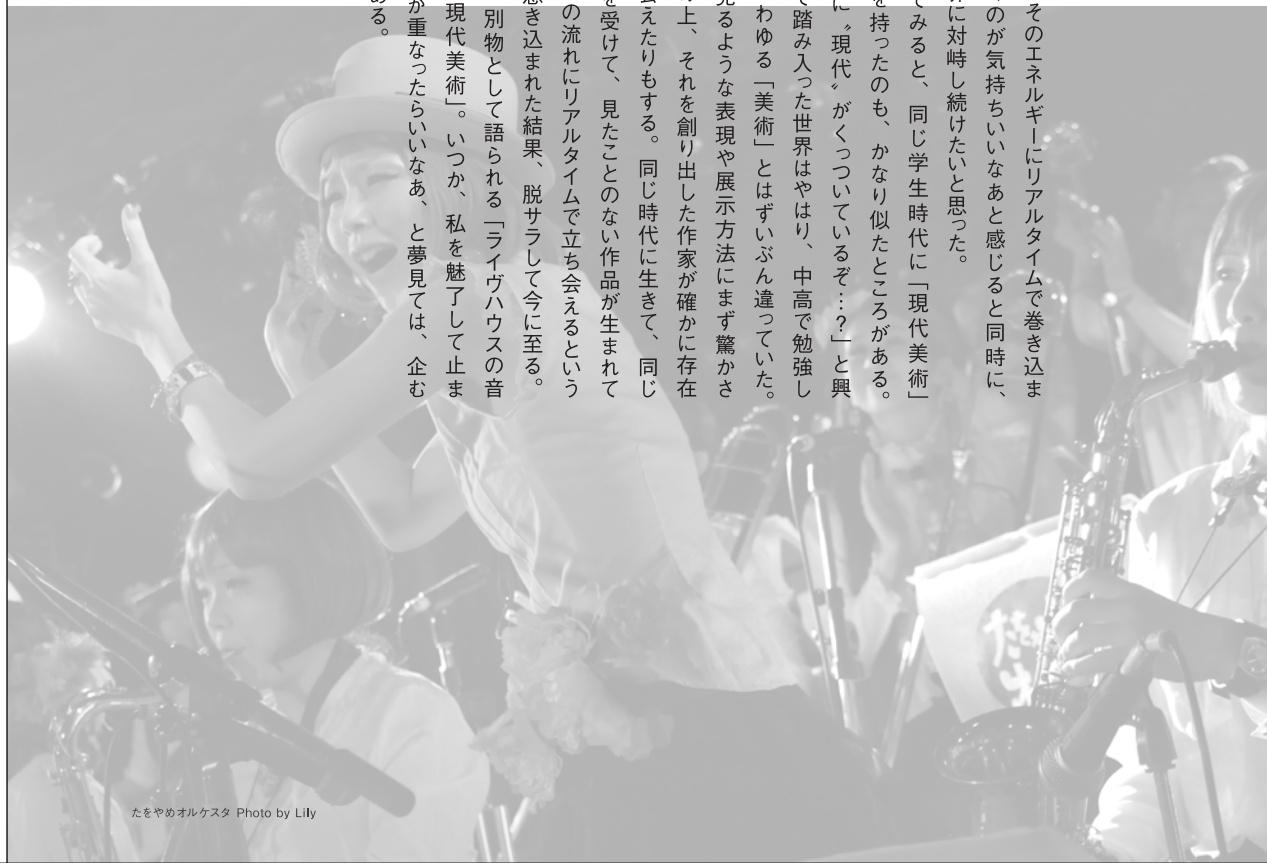 そのエネルギーにリアルタイムで巻き込ま
のが気持ちいいなあと感じると同時に、
に対峙し続けたいと思った。
てみると、同じ学生時代に「現代美術」
を持ったのも、かなり似たところがある。
に〝現代〟がくっついているぞ…?」と興
で踏み入った世界はやはり、中高で勉強し
わゆる「美術」とはずいぶん違っていた。
見るような表現や展示方法にまず驚かさ
上、それを創り出した作家が確かに存在
会えたりもする。同じ時代に生きて、同じ
を受けて、見たことのない作品が生まれて
の流れにリアルタイムで立ち会えるという
き込まれた結果、脱サラして今に至る。
別物として語られる「ライヴハウスの音
現代美術」。いつか、私を魅了して止ま
が重なったらいいなあ、と夢見ては、企む
ある。
たをやめオルケスタ Photo by Lily